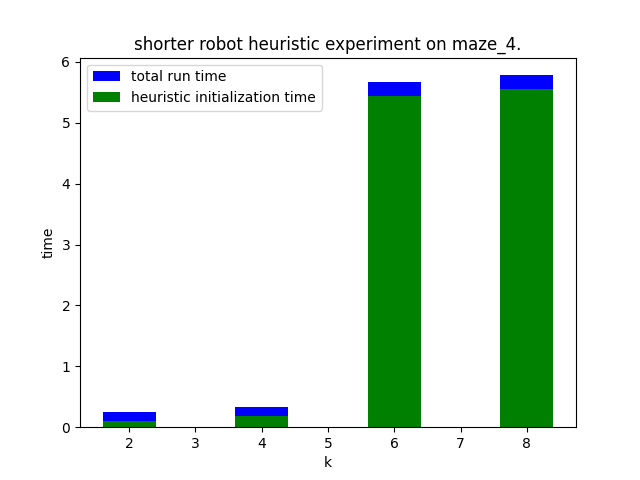 shorter robot heuristic experiment on maze_4.
total run time
heuristic initialization time
6
5
4
3
2
1
0
time
2 3 4 5 6 7 8
k